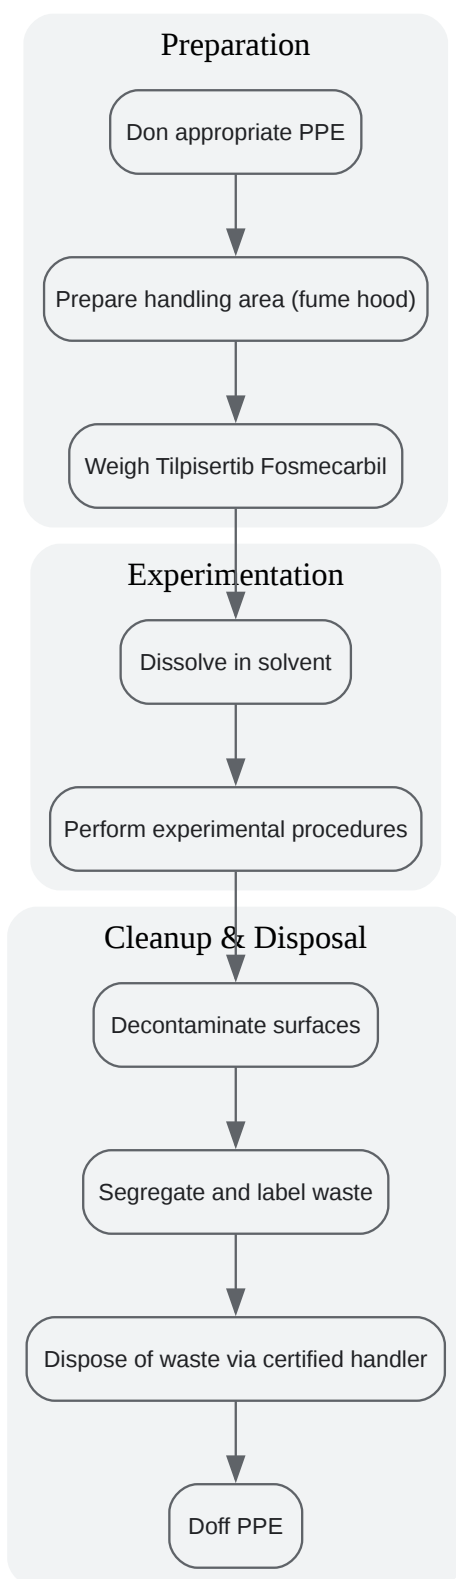 Preparation
Don appropriate PPE
Prepare handling area (fume hood)
Weigh Tilpisertib Fosmecarbil
Experimentation
Dissolve in solvent
Perform experimental procedures
Cleanup & Disposal
Decontaminate surfaces
Segregate and label waste
Dispose of waste via certified handler
Doff PPE